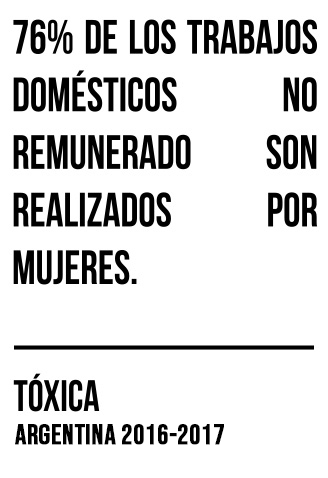 76% DE LOS TRABAJOS
DOMÉSTICOS NO
REMUNERADO SON
REALIZADOS POR
MUJERES.
TÓXICA
ARGENTINA 2016-2017